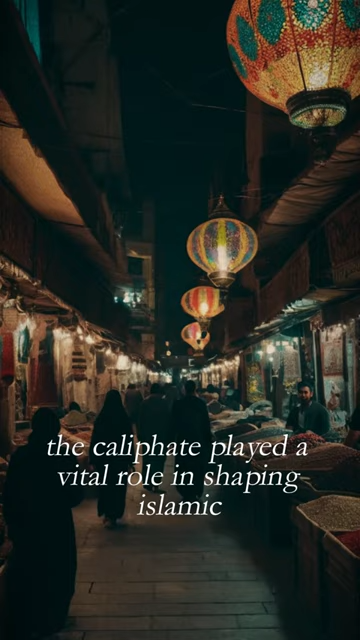 the caliphate played a
vital role in shaping
islamic